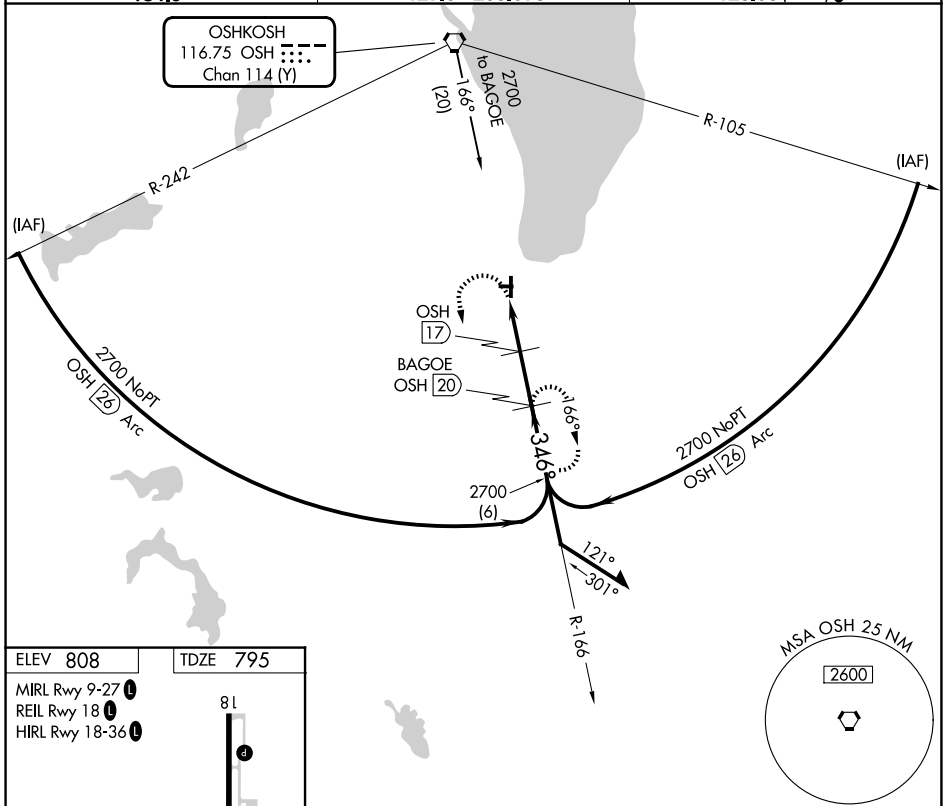 OSHKOSH
116.75 OSH
Chan 114 (Y)
2700
to BAGOE
166°
(20)
R-105
(IAF)
R-242
(IAF)
OSH
17
BAGOE
OSH 20
166°
346°
2700 NoPT
OSH 26 Arc
2700 NoPT
OSH 26 Arc
2700
(6)
121°
301°
R-166
MSA OSH 25 NM
2600
ELEV 808
TDZE 795
MIRL Rwy 9-27 L
REIL Rwy 18 L
HIRL Rwy 18-36 L
18
P